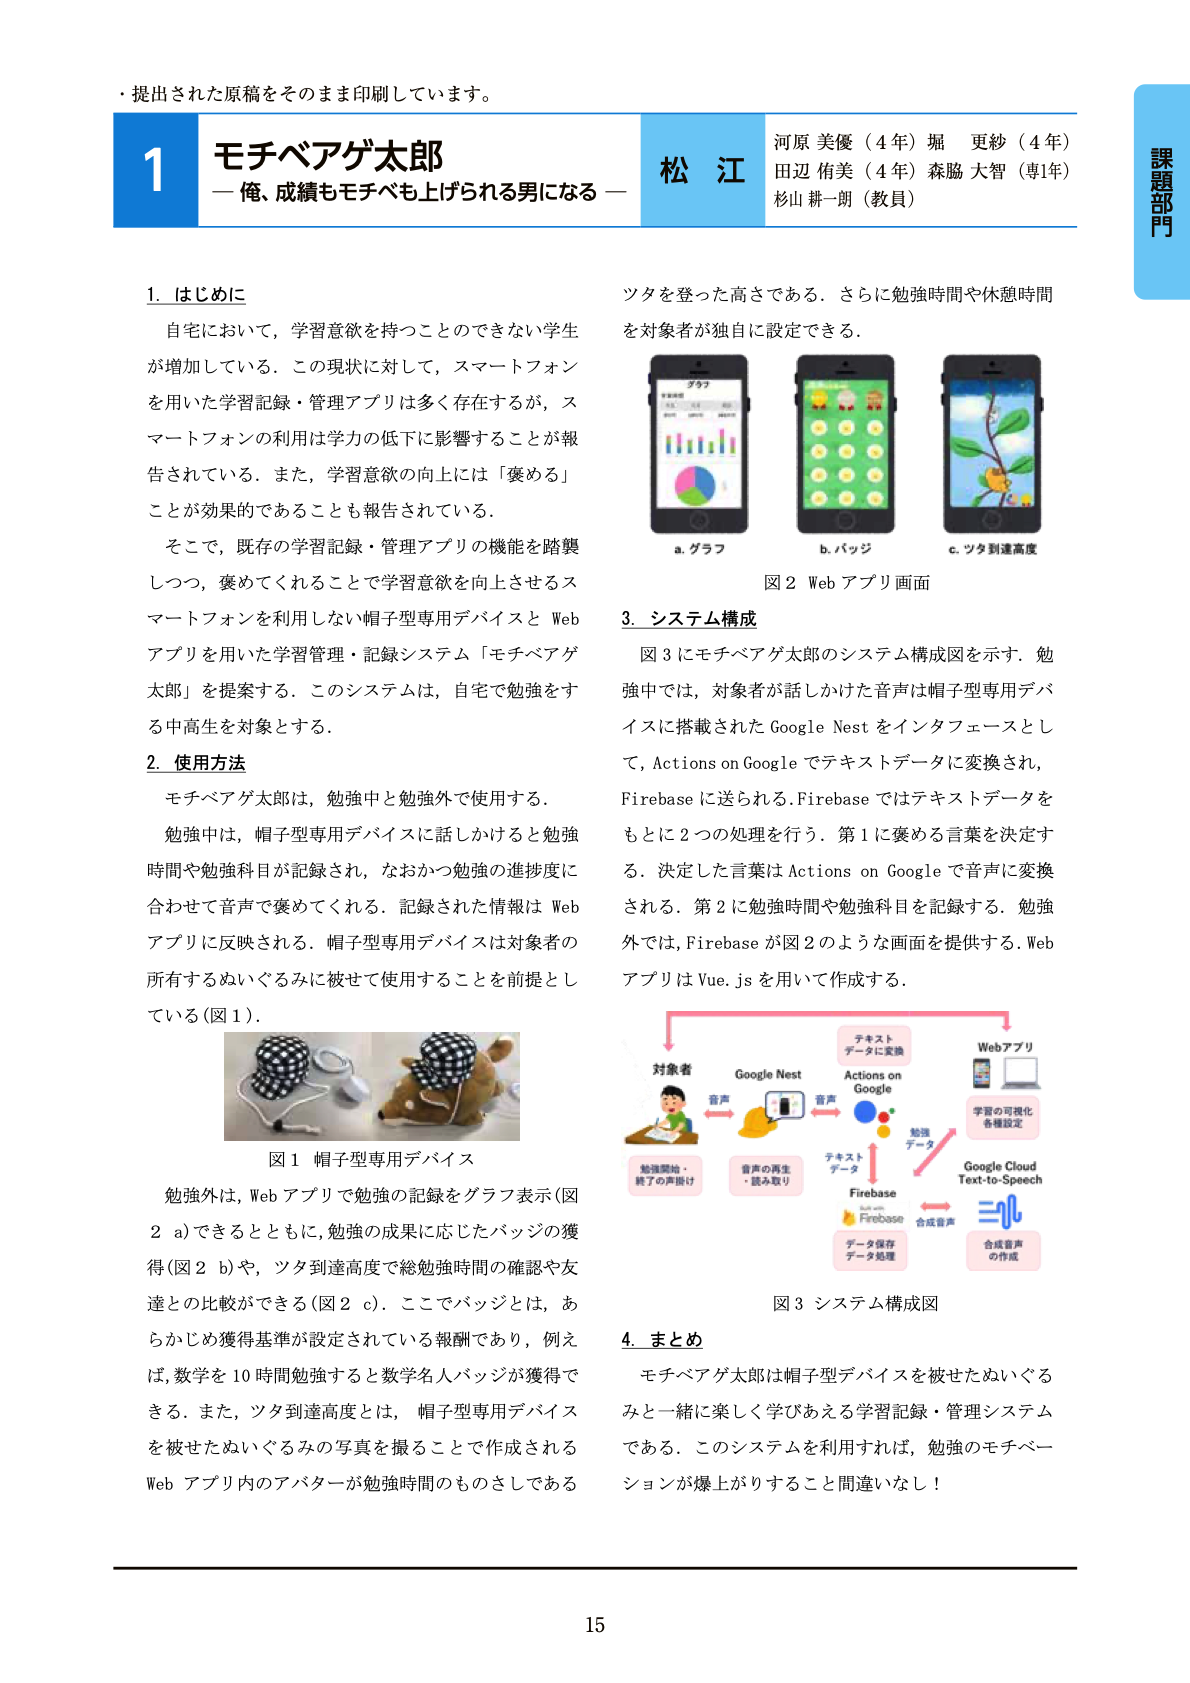 ・提出された原稿をそのまま印刷しています。
1
モチベアゲ太郎
― 俺、成績もモチベも上げられる男になる ―
松 江
河原 美優（４年）堀　更紗（４年）
田辺 侑美（４年）森脇 大智（専1年）
杉山 耕一朗（教員）
課題部門
1. はじめに
自宅において，学習意欲を持つことのできない学生
が増加している．この現状に対して，スマートフォン
を用いた学習記録・管理アプリは多く存在するが，ス
マートフォンの利用は学力の低下に影響することが報
告されている．また，学習意欲の向上には「褒める」
ことが効果的であることも報告されている．
そこで，既存の学習記録・管理アプリの機能を踏襲
しつつ，褒めてくれることで学習意欲を向上させるス
マートフォンを利用しない帽子型専用デバイスと Web
アプリを用いた学習管理・記録システム「モチベアゲ
太郎」を提案する．このシステムは，自宅で勉強をす
る中高生を対象とする．
2. 使用方法
モチベアゲ太郎は，勉強中と勉強外で使用する．
勉強中は，帽子型専用デバイスに話しかけると勉強
時間や勉強科目が記録され，なおかつ勉強の進捗度に
合わせて音声で褒めてくれる．記録された情報は Web
アプリに反映される．帽子型専用デバイスは対象者の
所有するぬいぐるみに被せて使用することを前提とし
ている(図１)．
図１ 帽子型専用デバイス
勉強外は，Web アプリで勉強の記録をグラフ表示(図
２ a)できるとともに，勉強の成果に応じたバッジの獲
得(図２ b)や，ツタ到達高度で総勉強時間の確認や友
達との比較ができる(図２ c)．ここでバッジとは，あ
らかじめ獲得基準が設定されている報酬であり，例え
ば，数学を 10 時間勉強すると数学名人バッジが獲得で
きる．また，ツタ到達高度とは， 帽子型専用デバイス
を被せたぬいぐるみの写真を撮ることで作成される
Web アプリ内のアバターが勉強時間のものさしである
ツタを登った高さである．さらに勉強時間や休憩時間
を対象者が独自に設定できる．
グラフ
a. グラフ
b. バッジ
c. ツタ到達高度
図２ Web アプリ画面
3. システム構成
図３にモチベアゲ太郎のシステム構成図を示す．勉
強中では，対象者が話しかけた音声は帽子型専用デバ
イスに搭載された Google Nest をインタフェースとし
て，Actions on Google でテキストデータに変換され，
Firebase に送られる．Firebase ではテキストデータを
もとに２つの処理を行う．第１に褒める言葉を決定す
る．決定した言葉は Actions on Google で音声に変換
される．第２に勉強時間や勉強科目を記録する．勉強
外では，Firebase が図２のような画面を提供する．Web
アプリは Vue.js を用いて作成する．
テキスト
データに変換
Webアプリ
対象者
Google Nest
Actions on
Google
音声
音声
学習の可視化
各種設定
勉強
データ
勉強開始・
終了の声掛け
音声の再生
・読み取り
テキスト
データ
Google Cloud
Text-to-Speech
Firebase
Firebase
合成音声
データ保存
データ処理
合成音声
の作成
図３ システム構成図
4. まとめ
モチベアゲ太郎は帽子型デバイスを被せたぬいぐる
みと一緒に楽しく学びあえる学習記録・管理システム
である．このシステムを利用すれば，勉強のモチベー
ションが爆上がりすること間違いなし！
15